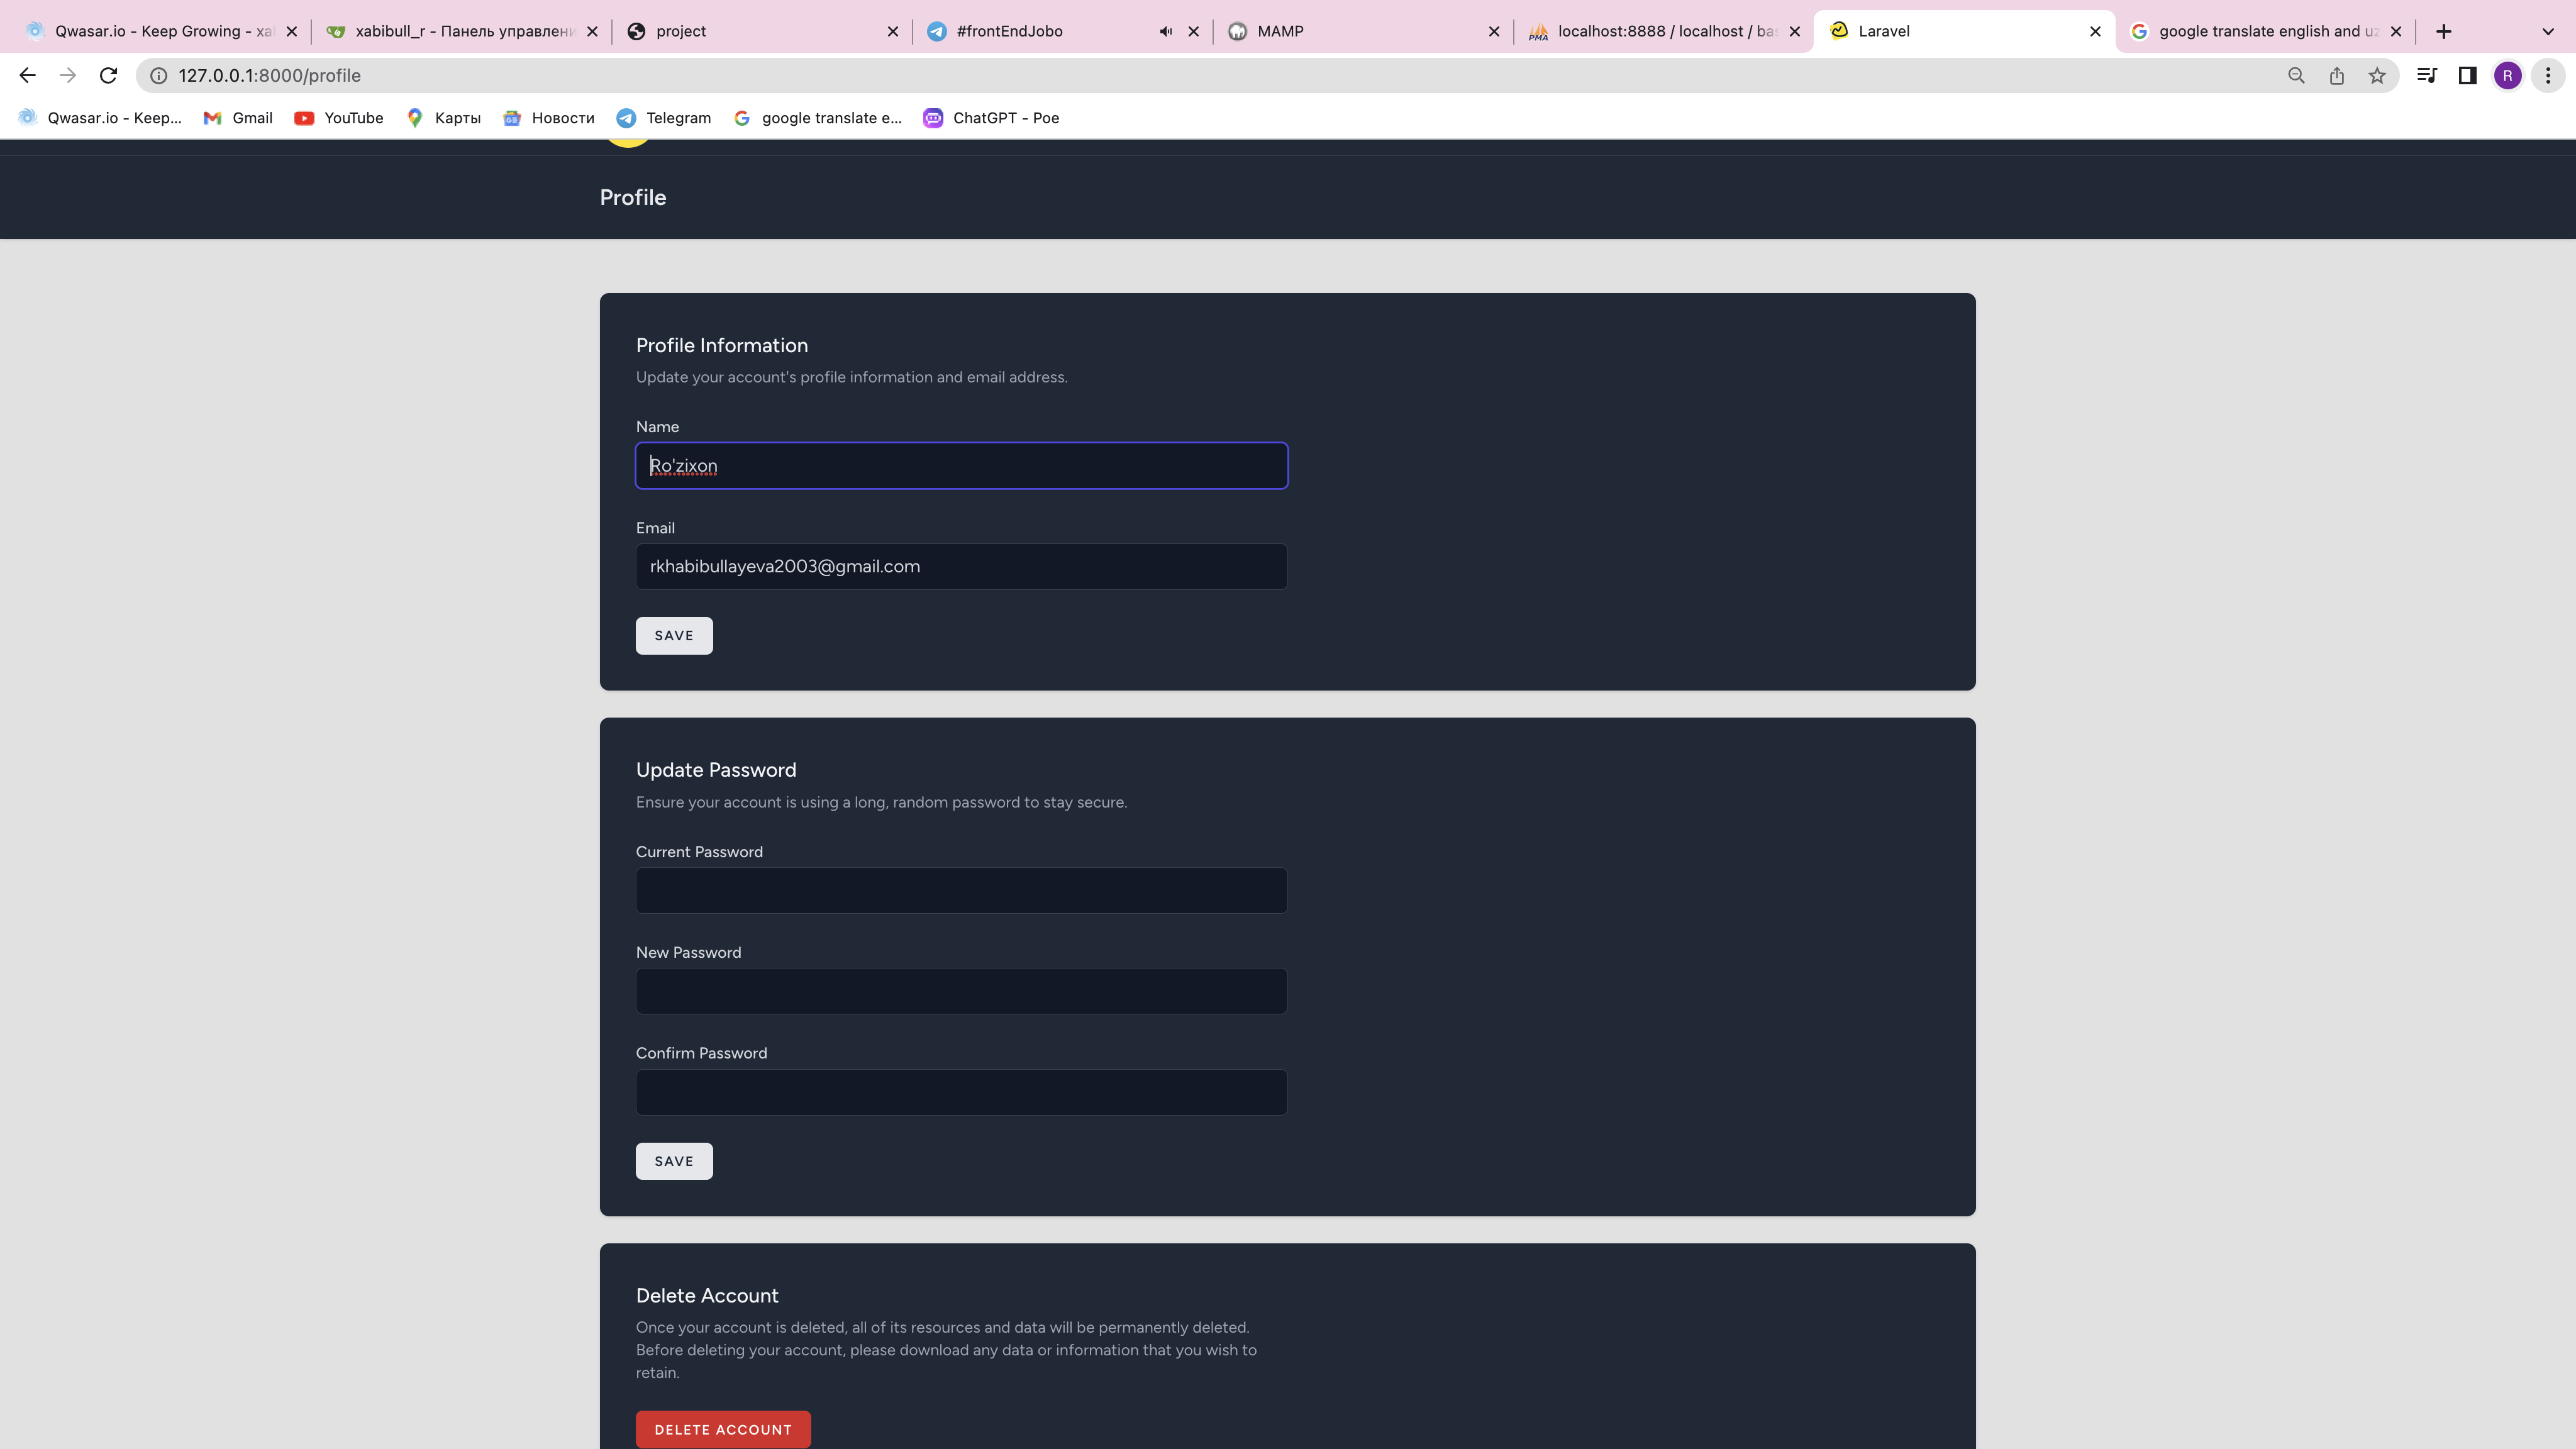 Qwasar.io - Keep Growing - xa
xabibull_r - Панель управлени
project
#frontEndJobo
MAMP
localhost:8888 / localhost / ba
Laravel
google translate english and uz
127.0.0.1:8000/profile
R
Qwasar.io - Keep...
Gmail
YouTube
Карты
Новости
Telegram
google translate e...
ChatGPT - Poe
Profile
Profile Information
Update your account's profile information and email address.
Name
Ro'zixon
Email
rkhabibullayeva2003@gmail.com
SAVE
Update Password
Ensure your account is using a long, random password to stay secure.
Current Password
New Password
Confirm Password
SAVE
Delete Account
Once your account is deleted, all of its resources and data will be permanently deleted.
Before deleting your account, please download any data or information that you wish to
retain.
DELETE ACCOUNT